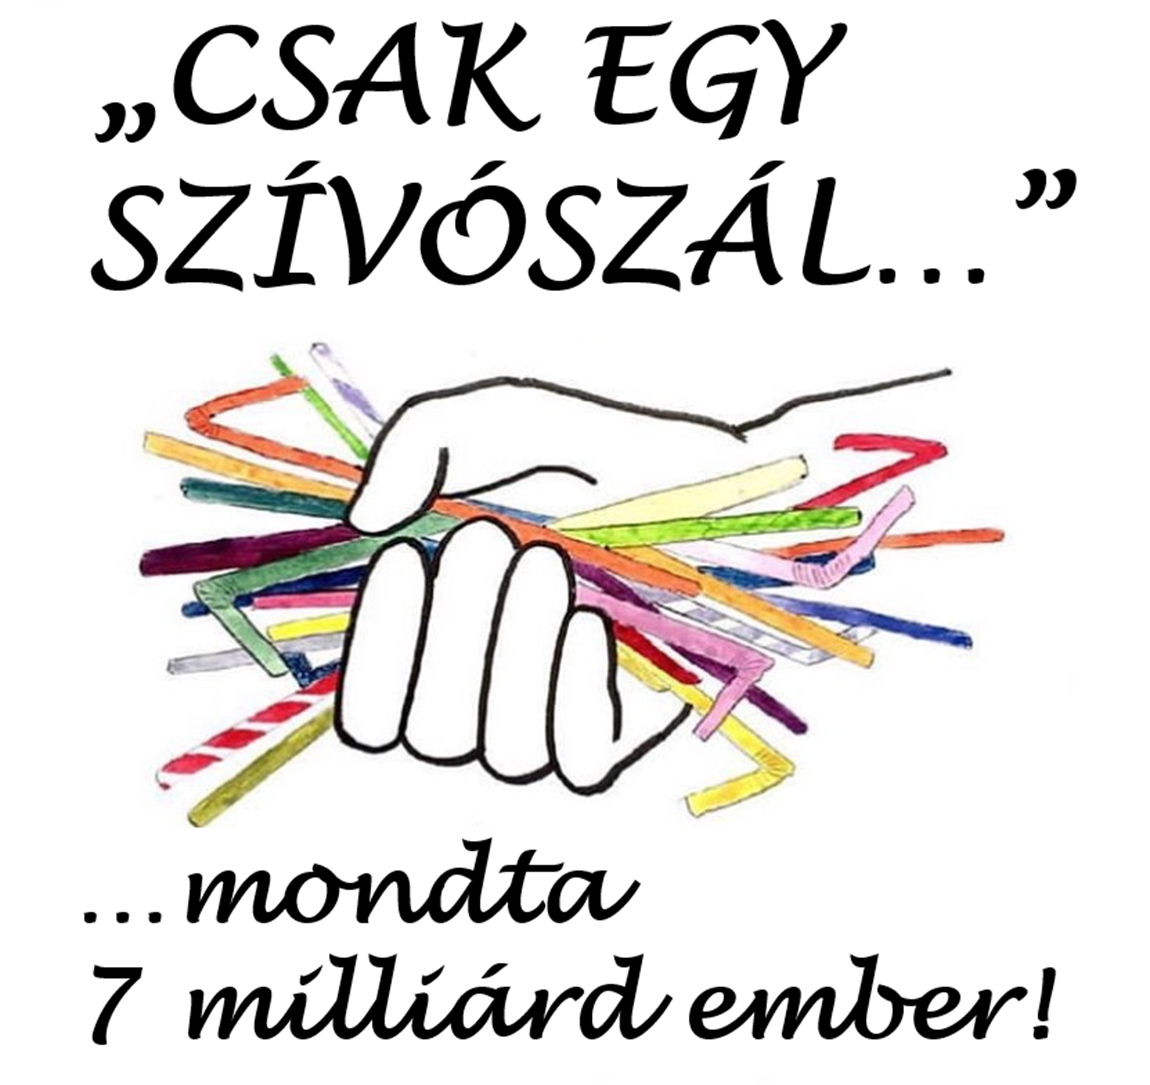 „CSAK EGY
SZÍVÓSZÁL...”
...mondta
7 milliárd ember!